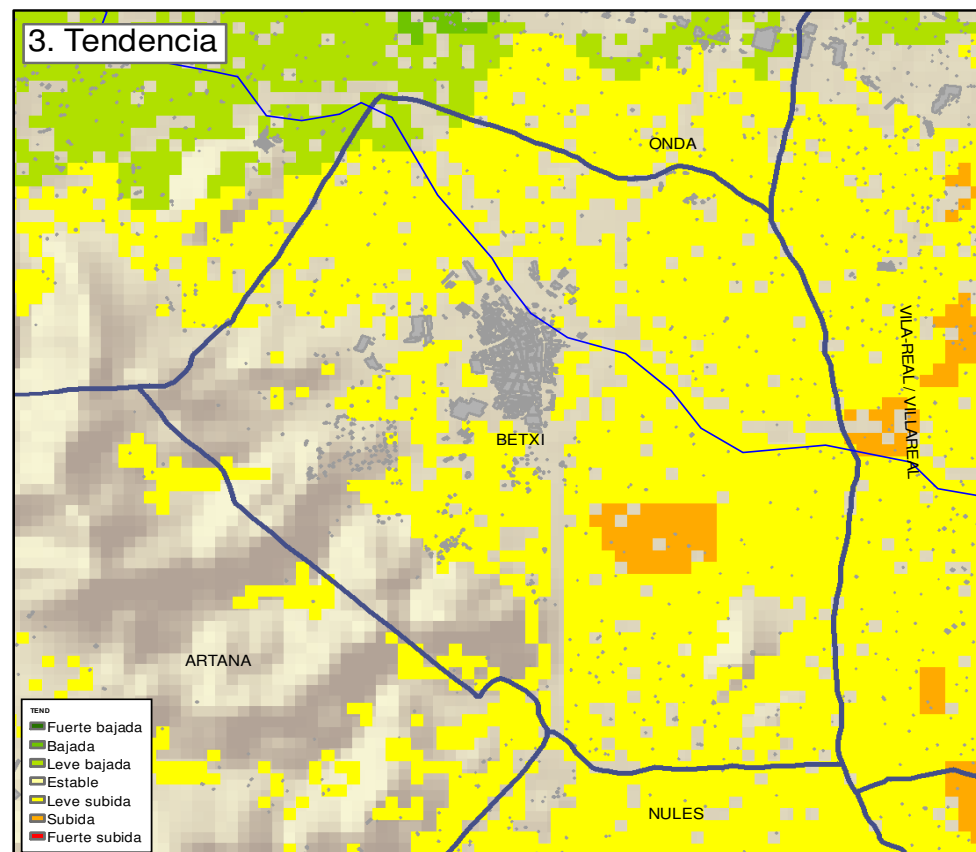 3. Tendencia
ONDA
VILA-REAL / VILLAREAL
BETXI
ARTANA
NULES
TEND
Fuerte bajada
Bajada
Leve bajada
Estable
Leve subida
Subida
Fuerte subida